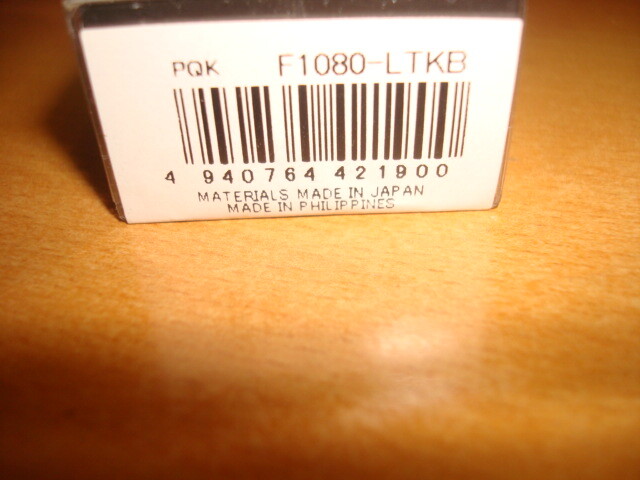 PQK F1080-LTKB
4 940764 421900
MATERIALS MADE IN JAPAN
MADE IN PHILIPPINES